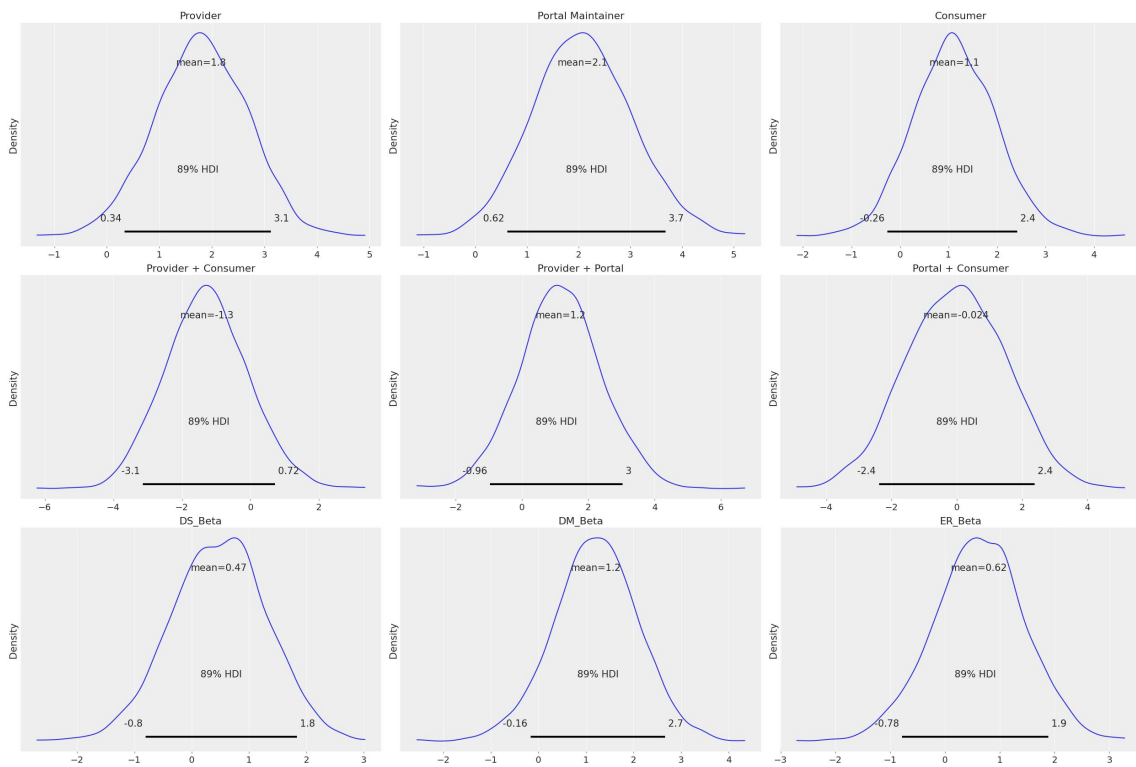 Provider
Density
mean=1.8
89% HDI
0.34 3.1
−1 0 1 2 3 4 5
Portal Maintainer
mean=2.1
89% HDI
0.62 3.7
−1 0 1 2 3 4 5
Consumer
Density
mean=1.1
89% HDI
-0.26 2.4
−2 −1 0 1 2 3 4
Provider + Consumer
Density
mean=-1.3
89% HDI
-3.1 0.72
−6 −4 −2 0 2
Provider + Portal
Density
mean=1.2
89% HDI
-0.96 3
−2 0 2 4 6
Portal + Consumer
Density
mean=-0.024
89% HDI
-2.4 2.4
−4 −2 0 2 4
DS_Beta
Density
mean=0.47
89% HDI
-0.8 1.8
−2 −1 0 1 2 3
DM_Beta
Density
mean=1.2
89% HDI
-0.16 2.7
−2 −1 0 1 2 3 4
ER_Beta
Density
mean=0.62
89% HDI
-0.78 1.9
−3 −2 −1 0 1 2 3